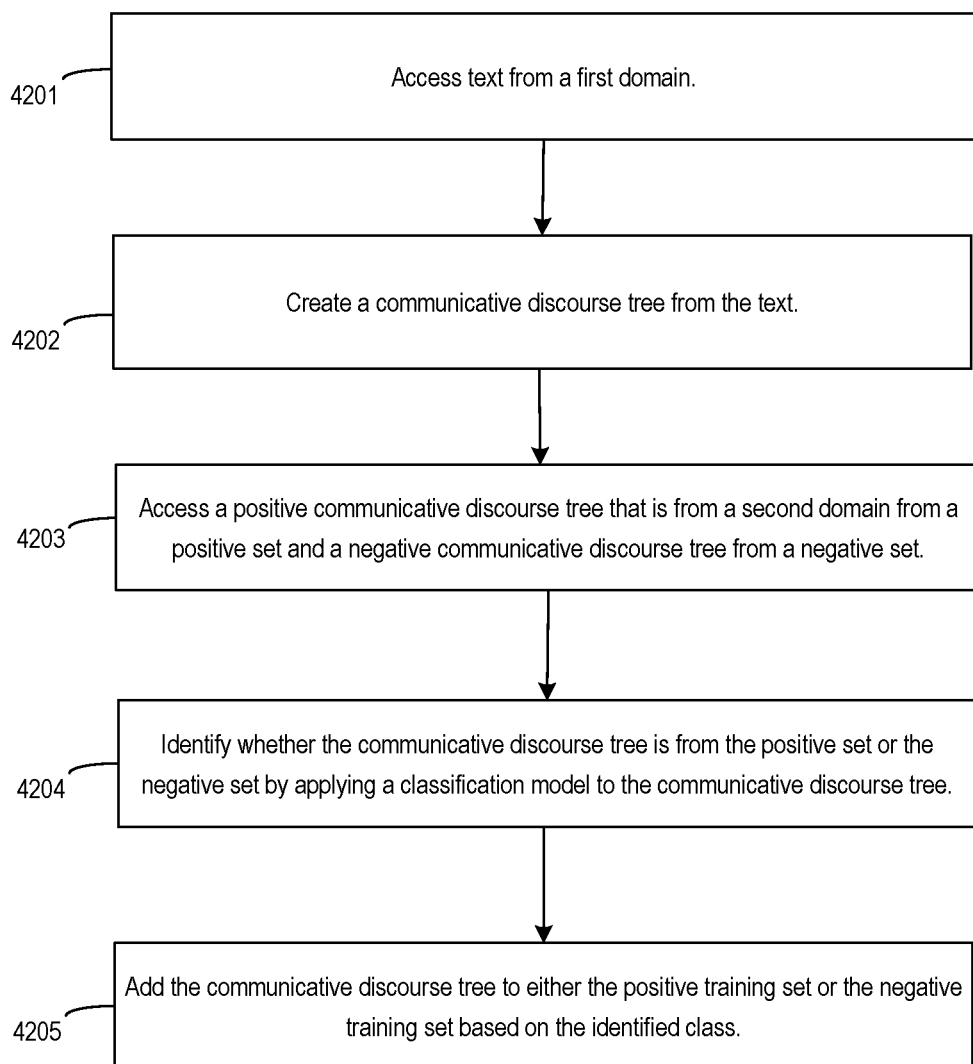 Access text from a first domain.
4201
Create a communicative discourse tree from the text.
4202
Access a positive communicative discourse tree that is from a second domain from a
positive set and a negative communicative discourse tree from a negative set.
4203
Identify whether the communicative discourse tree is from the positive set or the
negative set by applying a classification model to the communicative discourse tree.
4204
Add the communicative discourse tree to either the positive training set or the negative
training set based on the identified class.
4205